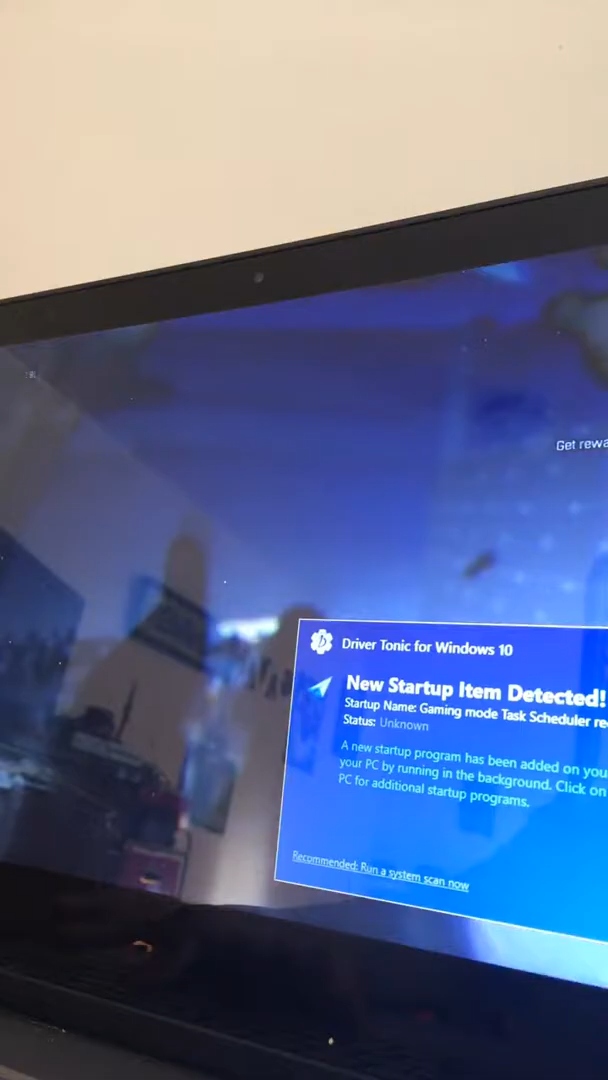 Get rewa
Driver Tonic for Windows 10
New Startup Item Detected!
Startup Name: Gaming mode Task Scheduler re
Status: Unknown
A new startup program has been added on you
your PC by running in the background. Click on
PC for additional startup programs.
Recommended: Run a system scan now